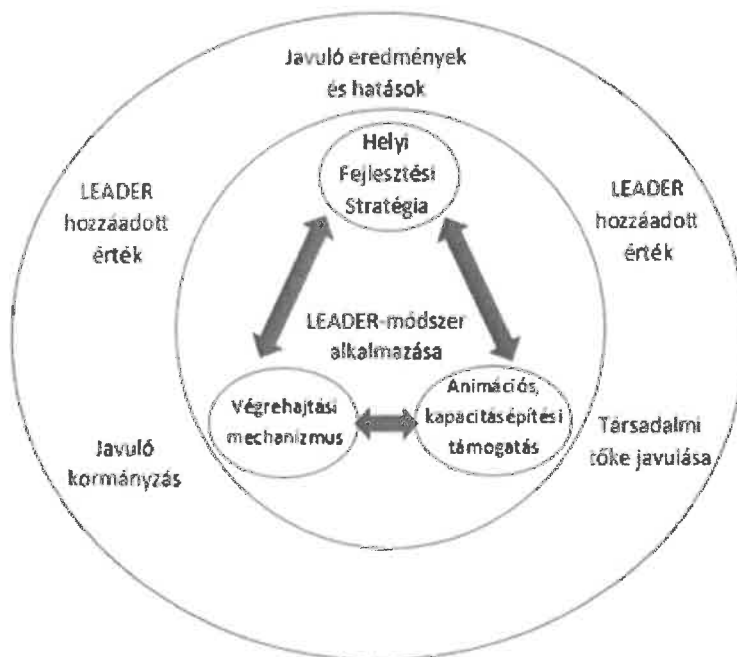 Javuló eredmények
és hatások
Helyi
Fejlesztési
Stratégia
LEADER
hozzáadott
érték
LEADER
hozzáadott
érték
LEADER-módszer
alkalmazása
Végrehajtási
mechanizmus
Animációs,
kapacitásépítési
támogatás
Javuló
kormányzás
Társadalmi
tőke javulása